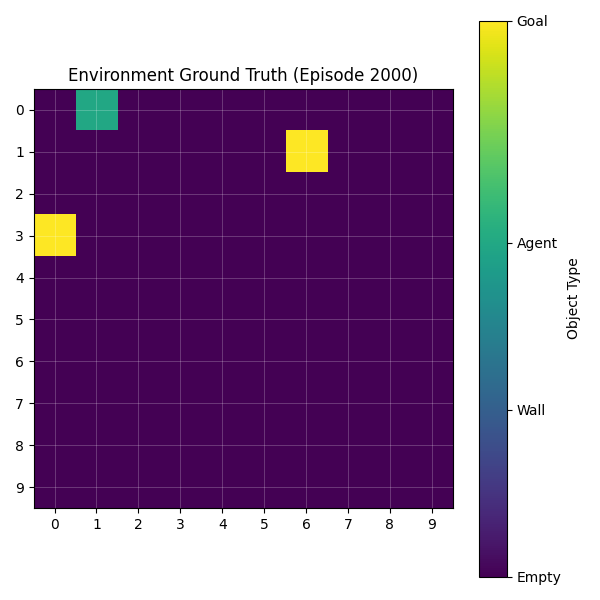 Environment Ground Truth (Episode 2000)
0
1
2
3
4
5
6
7
8
9
0 1 2 3 4 5 6 7 8 9
Goal
Agent
Wall
Empty
Object Type